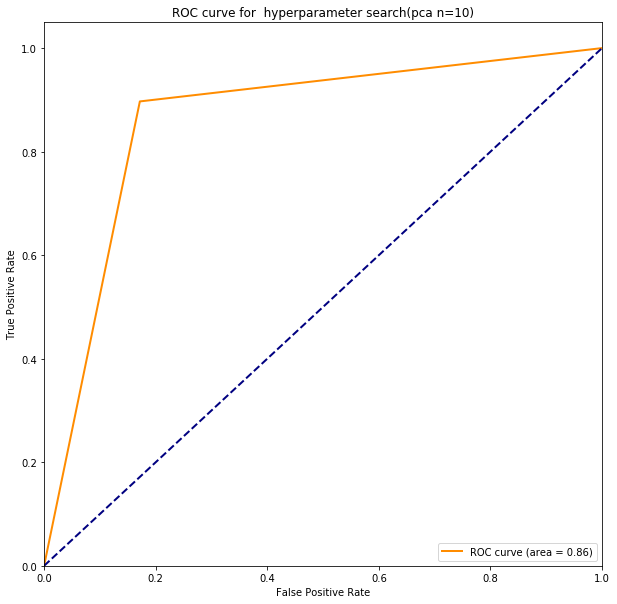 ROC curve for  hyperparameter search(pca n=10)
True Positive Rate
1.0
0.8
0.6
0.4
0.2
0.0
ROC curve (area = 0.86)
0.0 0.2 0.4 0.6 0.8 1.0
False Positive Rate